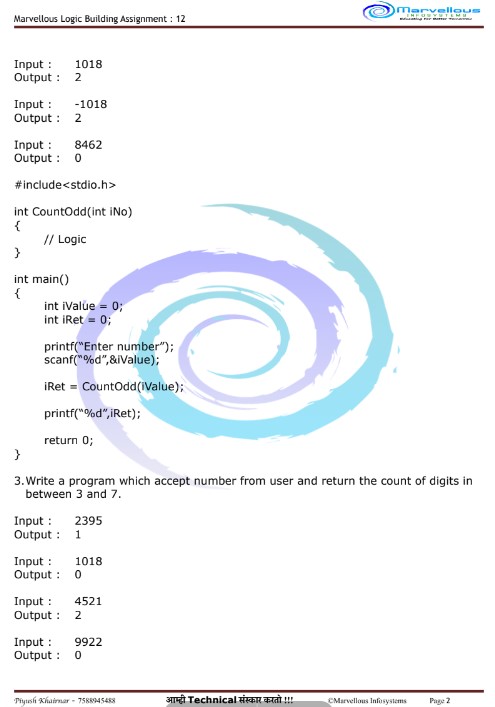 Marvellous Logic Building Assignment : 12
Marvellous
INFOSYSTEMS
Educating for Better Tomorrow
Input : 1018
Output : 2
Input : -1018
Output : 2
Input : 8462
Output : 0
#include<stdio.h>
int CountOdd(int iNo)
{
// Logic
}
int main()
{
int iValue = 0;
int iRet = 0;
printf(“Enter number”);
scanf(“%d”,&iValue);
iRet = CountOdd(iValue);
printf(“%d”,iRet);
return 0;
}
3.Write a program which accept number from user and return the count of digits in
between 3 and 7.
Input : 2395
Output : 1
Input : 1018
Output : 0
Input : 4521
Output : 2
Input : 9922
Output : 0
Piyush Khairnar - 7588945488 आम्ही Technical संस्कार करतो !!! ©Marvellous Infosystems Page 2